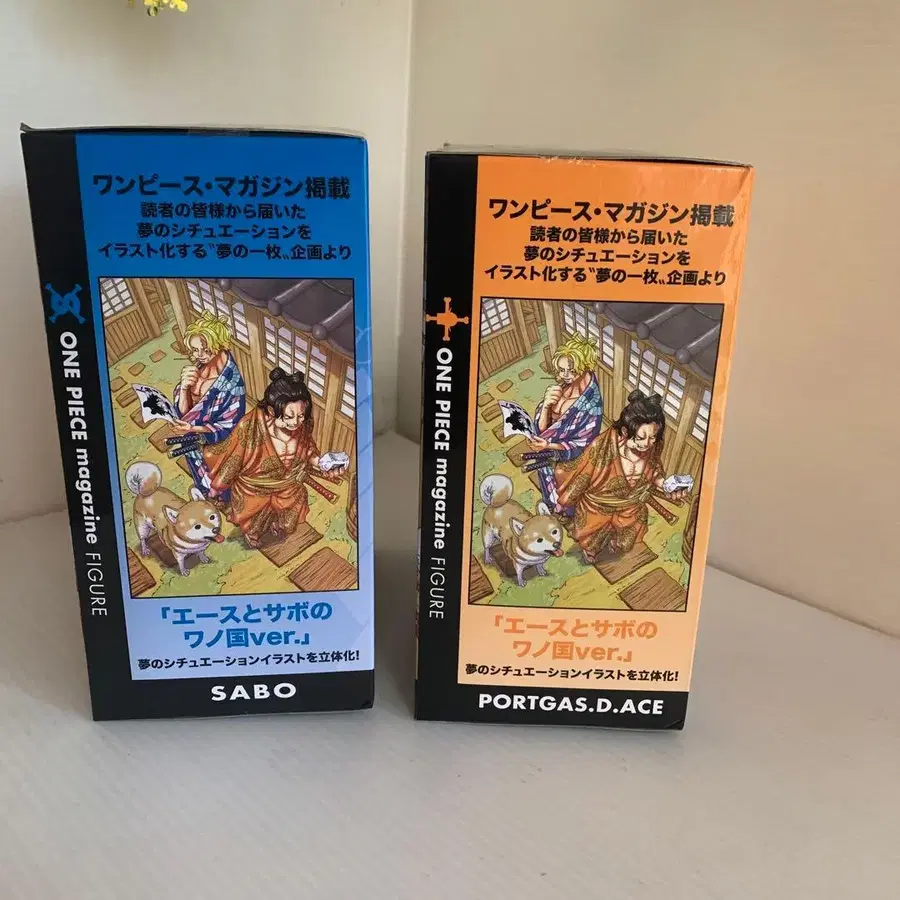 ワンピース・マガジン掲載
読者の皆様から届いた
夢のシチュエーションを
イラスト化する〝夢の一枚〟企画より
ONE PIECE magazine FIGURE
「エースとサボの
ワノ国ver.」
夢のシチュエーションイラストを立体化!
SABO
ワンピース・マガジン掲載
読者の皆様から届いた
夢のシチュエーションを
イラスト化する〝夢の一枚〟企画より
ONE PIECE magazine FIGURE
「エースとサボの
ワノ国ver.」
夢のシチュエーションイラストを立体化!
PORTGAS.D.ACE